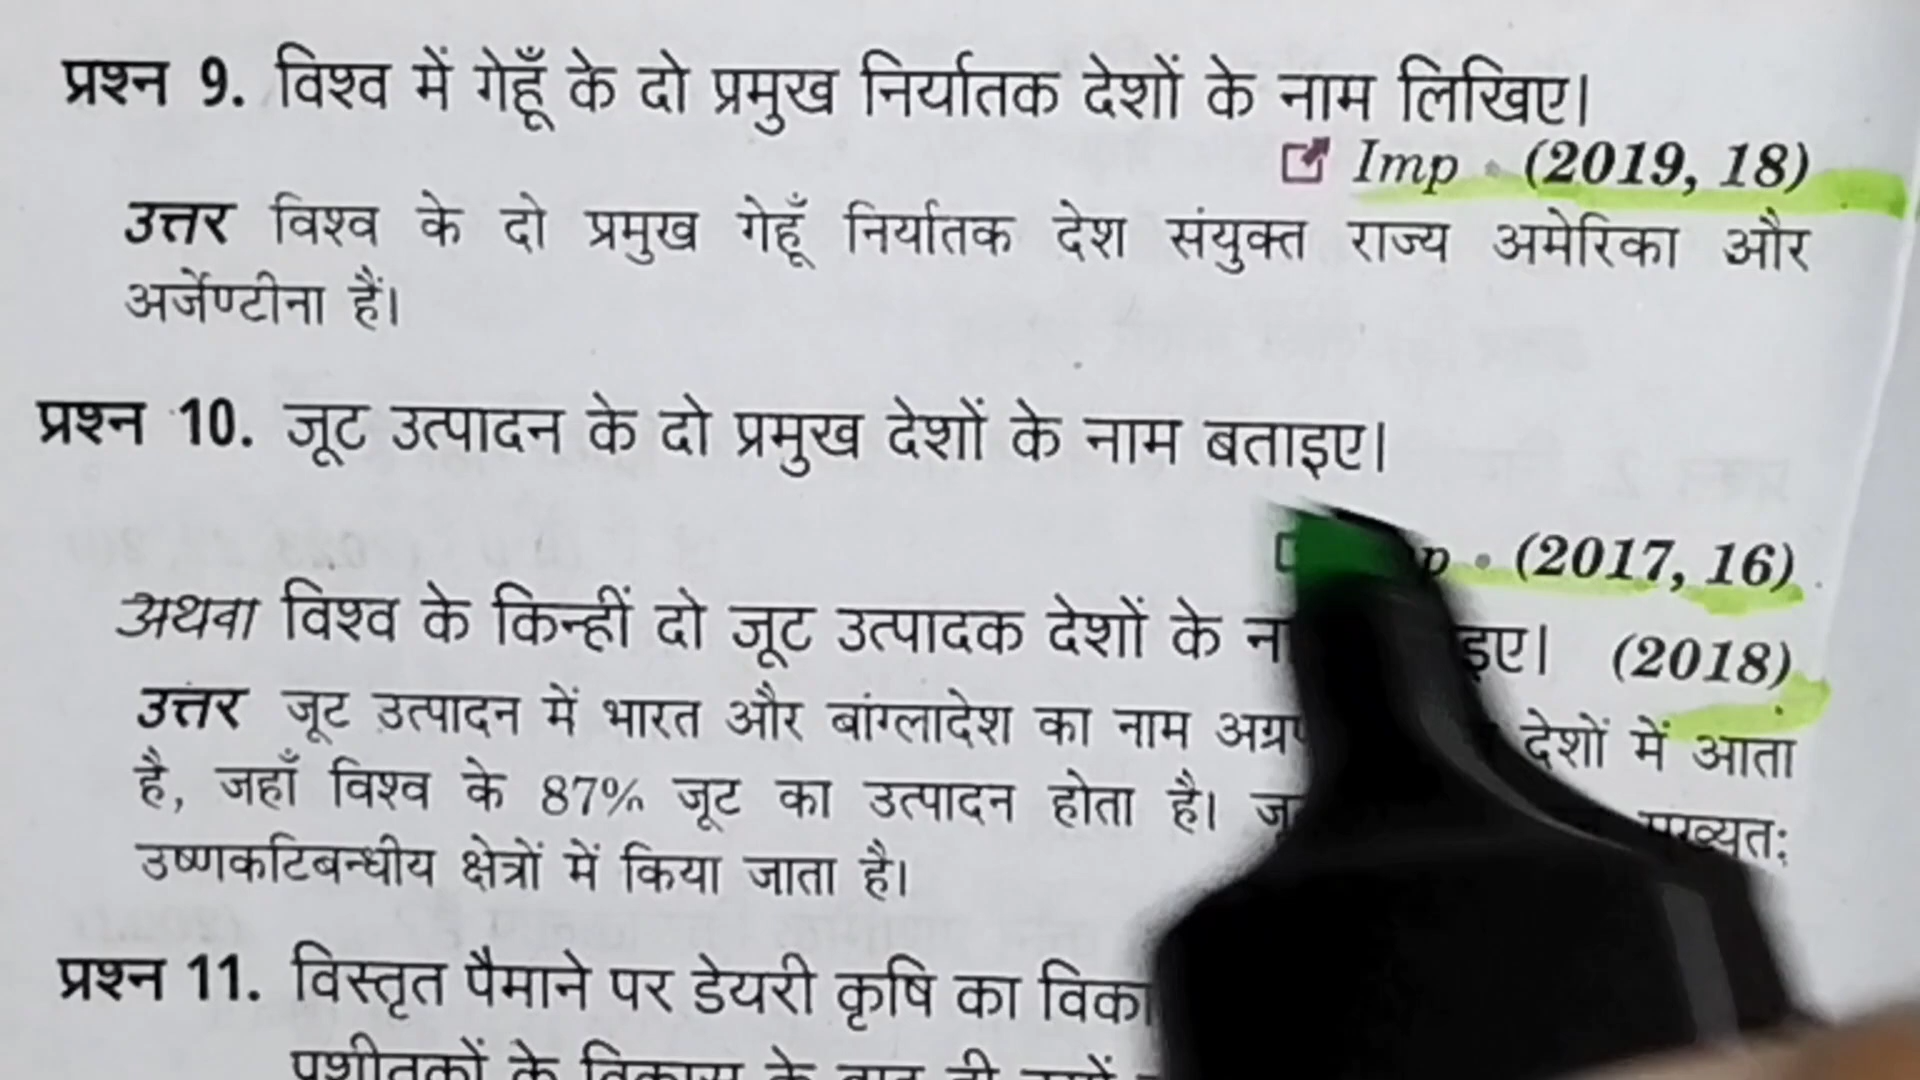 प्रश्न 9. विश्व में गेहूँ के दो प्रमुख निर्यातक देशों के नाम लिखिए।
Imp • (2019, 18)
उत्तर विश्व के दो प्रमुख गेहूँ निर्यातक देश संयुक्त राज्य अमेरिका और
अर्जेण्टीना हैं।
प्रश्न 10. जूट उत्पादन के दो प्रमुख देशों के नाम बताइए।
• (2017, 16)
अथवा विश्व के किन्हीं दो जूट उत्पादक देशों के (2018)
उत्तर जूट उत्पादन में भारत और बांग्लादेश का नाम देशों में आता
है, जहाँ विश्व के 87% जूट का उत्पादन होता है। मुख्यतः
उष्णकटिबन्धीय क्षेत्रों में किया जाता है।
प्रश्न 11. विस्तृत पैमाने पर डेयरी कृषि का